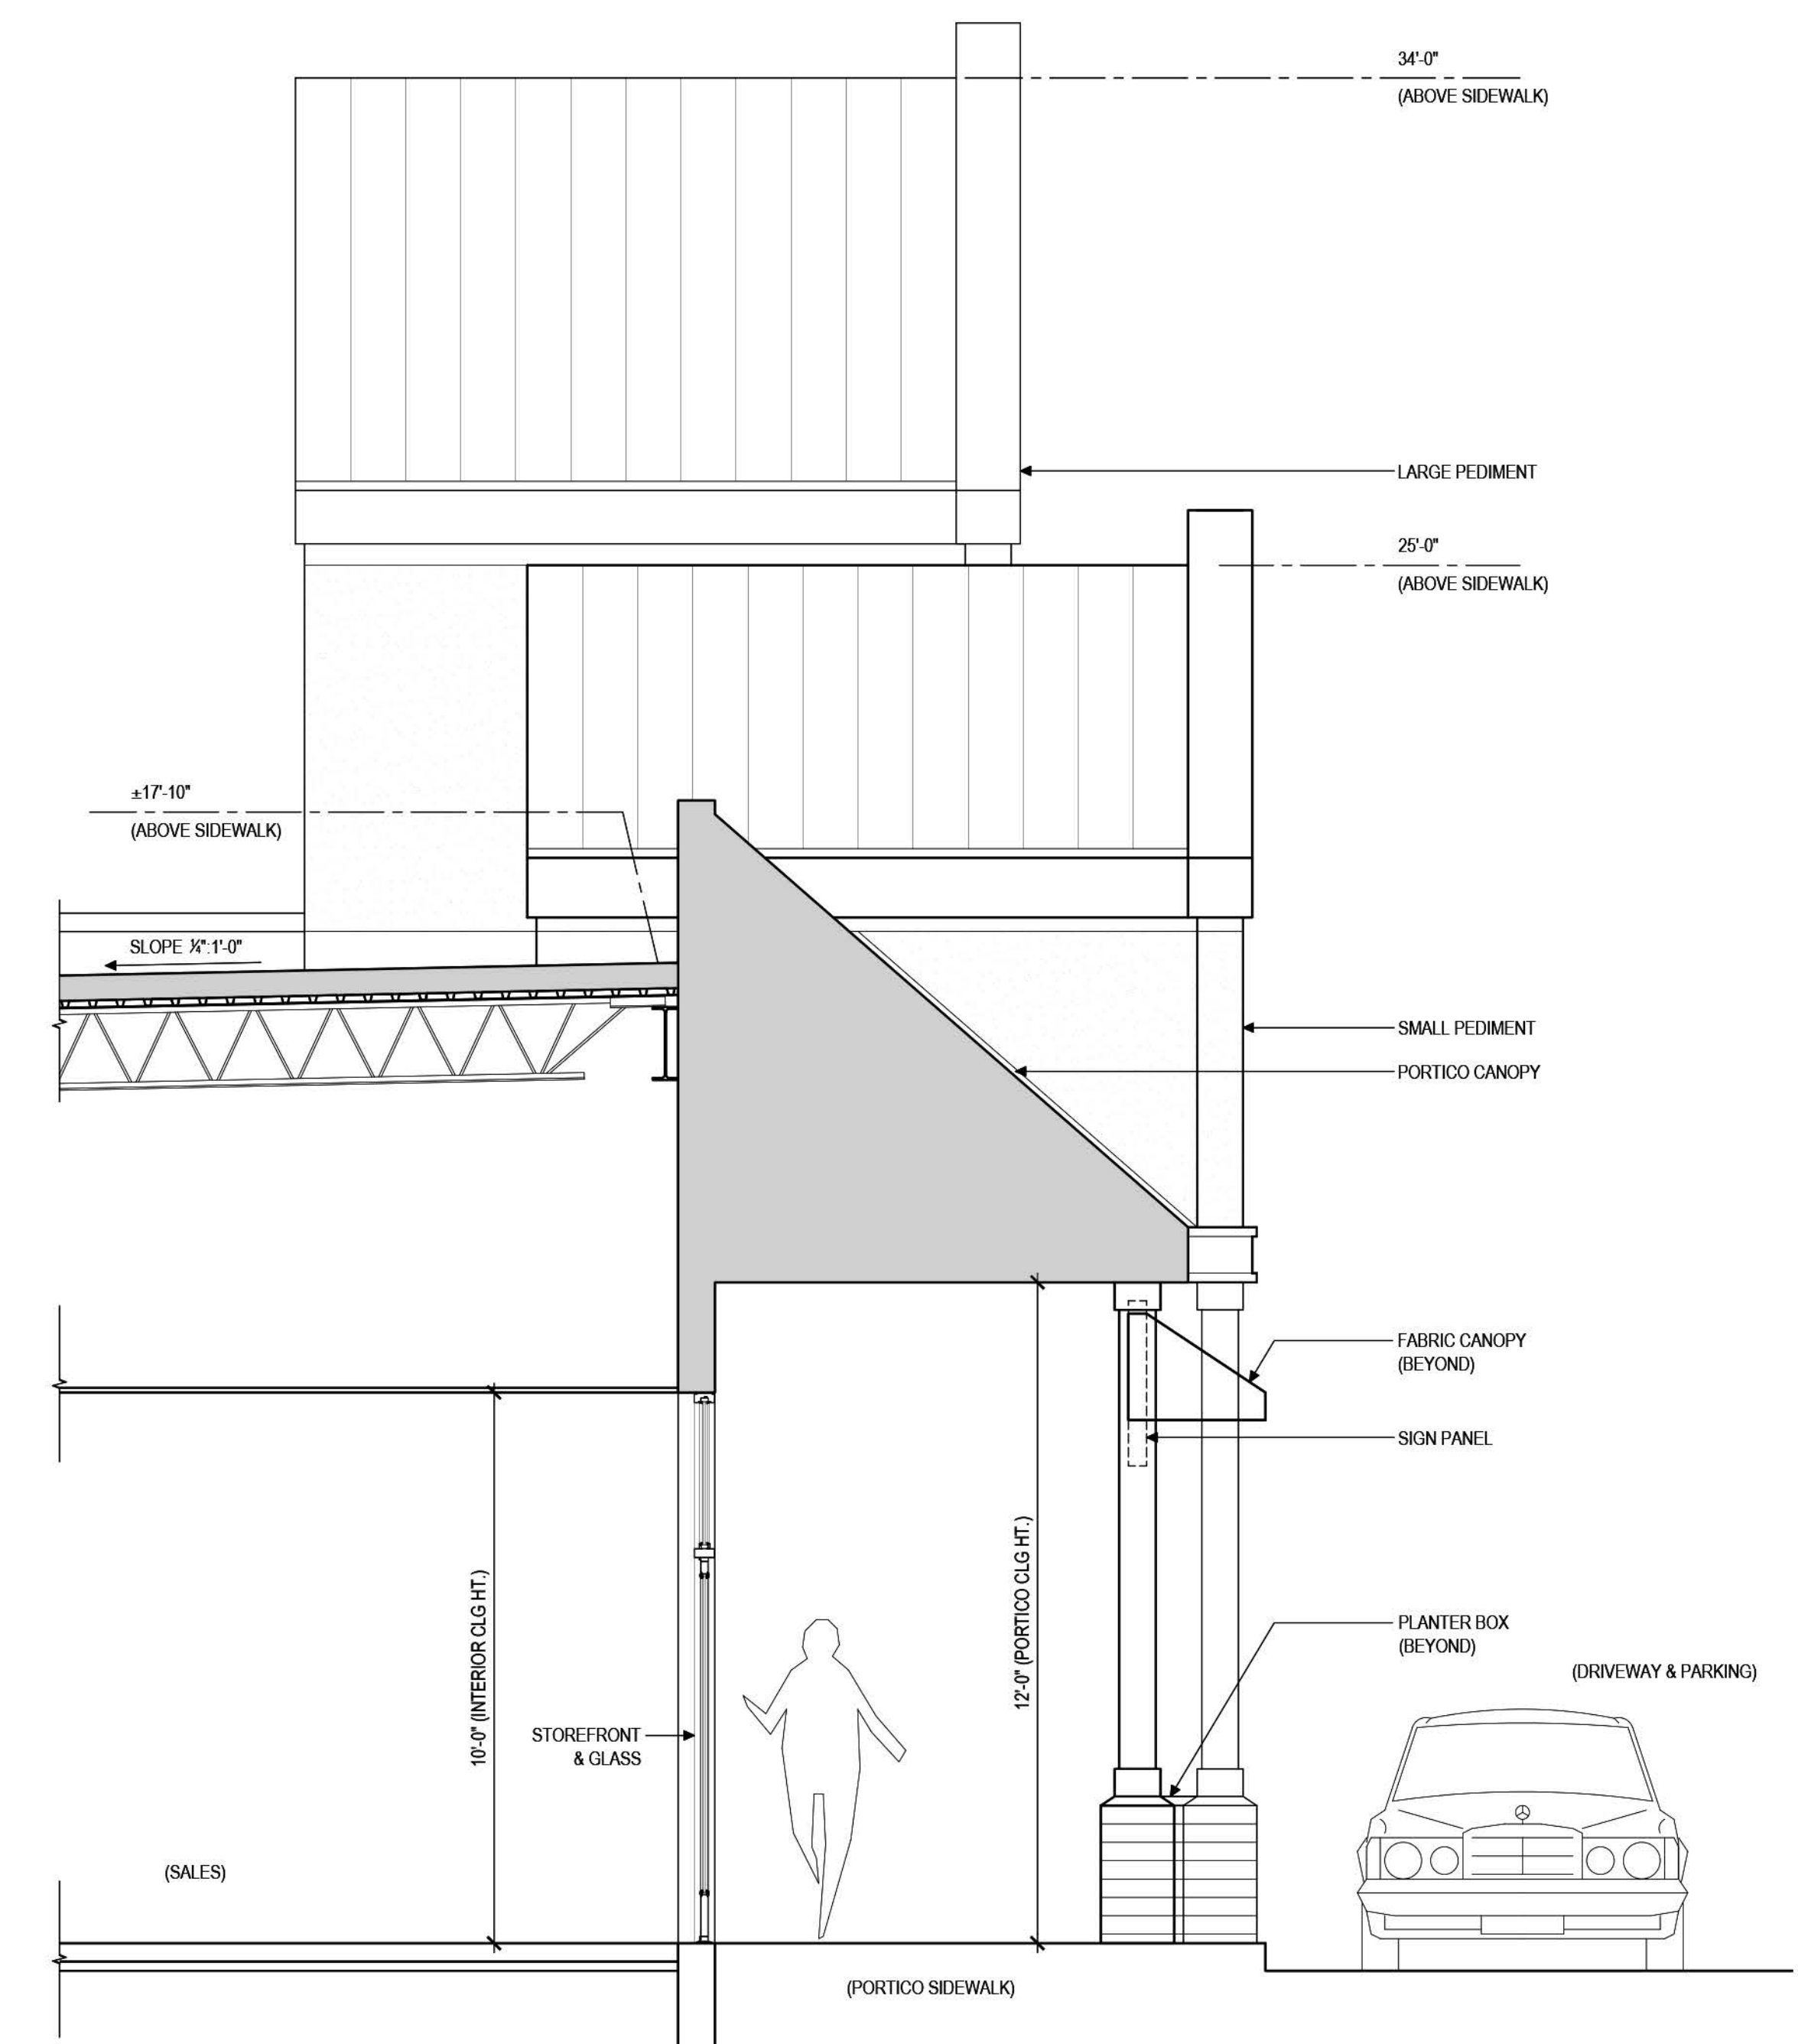 34'-0"
(ABOVE SIDEWALK)
LARGE PEDIMENT
25'-0"
(ABOVE SIDEWALK)
±17'-10"
(ABOVE SIDEWALK)
SLOPE ¼":1'-0"
SMALL PEDIMENT
PORTICO CANOPY
FABRIC CANOPY
(BEYOND)
SIGN PANEL
10'-0" (INTERIOR CLG HT.)
12'-0" (PORTICO CLG HT.)
PLANTER BOX
(BEYOND)
(DRIVEWAY & PARKING)
STOREFRONT
& GLASS
(SALES)
(PORTICO SIDEWALK)